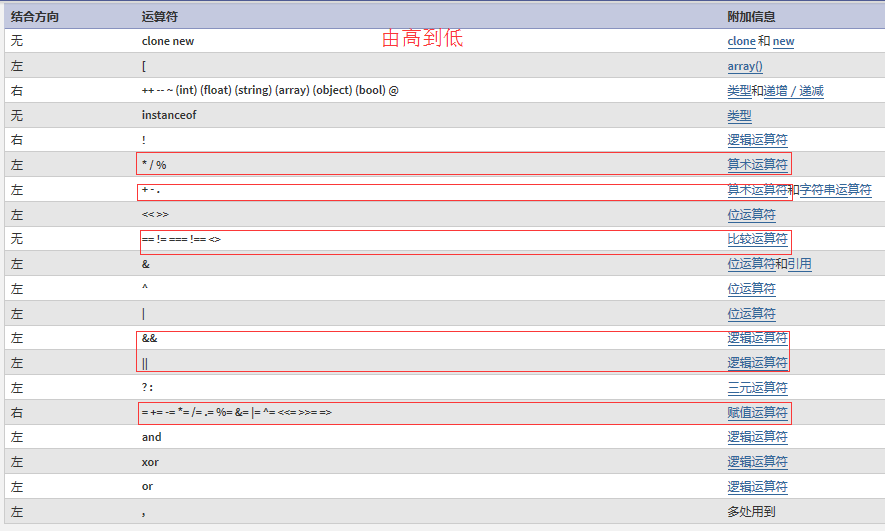 结合方向 运算符 附加信息
由高到低
无 clone new clone 和 new
左 [ array()
右 ++ -- ~ (int) (float) (string) (array) (object) (bool) @ 类型和递增 / 递减
无 instanceof 类型
右 ! 逻辑运算符
左 * / % 算术运算符
左 + - . 算术运算符和字符串运算符
左 << >> 位运算符
无 == != === !== <> 比较运算符
左 & 位运算符和引用
左 ^ 位运算符
左 | 位运算符
左 && 逻辑运算符
左 || 逻辑运算符
左 ? : 三元运算符
右 = += -= *= /= .= %= &= |= ^= <<= >>= => 赋值运算符
左 and 逻辑运算符
左 xor 逻辑运算符
左 or 逻辑运算符
左 , 多处用到